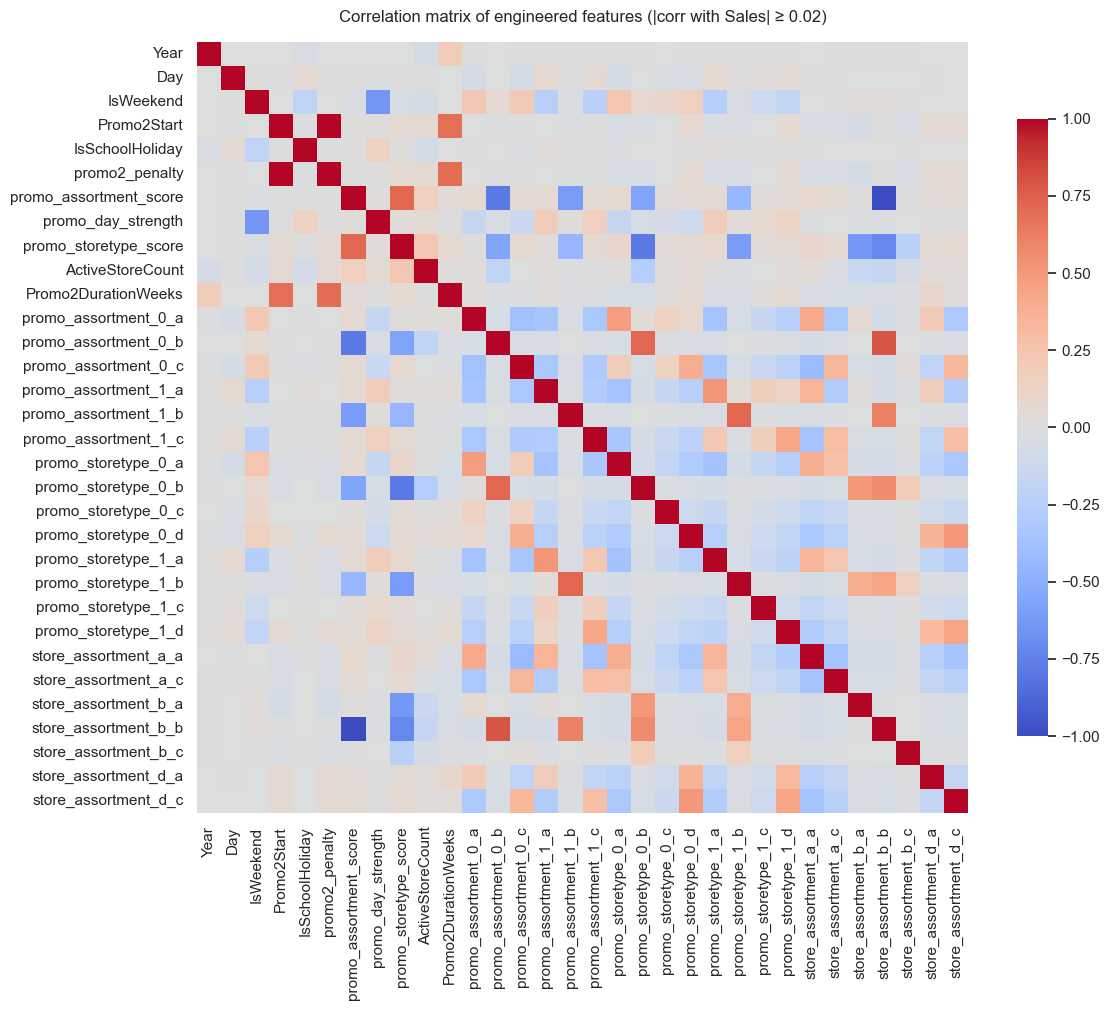 Correlation matrix of engineered features (|corr with Sales| ≥ 0.02)
Year
Day
IsWeekend
Promo2Start
IsSchoolHoliday
promo2_penalty
promo_assortment_score
promo_day_strength
promo_storetype_score
ActiveStoreCount
Promo2DurationWeeks
promo_assortment_0_a
promo_assortment_0_b
promo_assortment_0_c
promo_assortment_1_a
promo_assortment_1_b
promo_assortment_1_c
promo_storetype_0_a
promo_storetype_0_b
promo_storetype_0_c
promo_storetype_0_d
promo_storetype_1_a
promo_storetype_1_b
promo_storetype_1_c
promo_storetype_1_d
store_assortment_a_a
store_assortment_a_c
store_assortment_b_a
store_assortment_b_b
store_assortment_b_c
store_assortment_d_a
store_assortment_d_c
Year
Day
IsWeekend
Promo2Start
IsSchoolHoliday
promo2_penalty
promo_assortment_score
promo_day_strength
promo_storetype_score
ActiveStoreCount
Promo2DurationWeeks
promo_assortment_0_a
promo_assortment_0_b
promo_assortment_0_c
promo_assortment_1_a
promo_assortment_1_b
promo_assortment_1_c
promo_storetype_0_a
promo_storetype_0_b
promo_storetype_0_c
promo_storetype_0_d
promo_storetype_1_a
promo_storetype_1_b
promo_storetype_1_c
promo_storetype_1_d
store_assortment_a_a
store_assortment_a_c
store_assortment_b_a
store_assortment_b_b
store_assortment_b_c
store_assortment_d_a
store_assortment_d_c
1.00
0.75
0.50
0.25
0.00
−0.25
−0.50
−0.75
−1.00